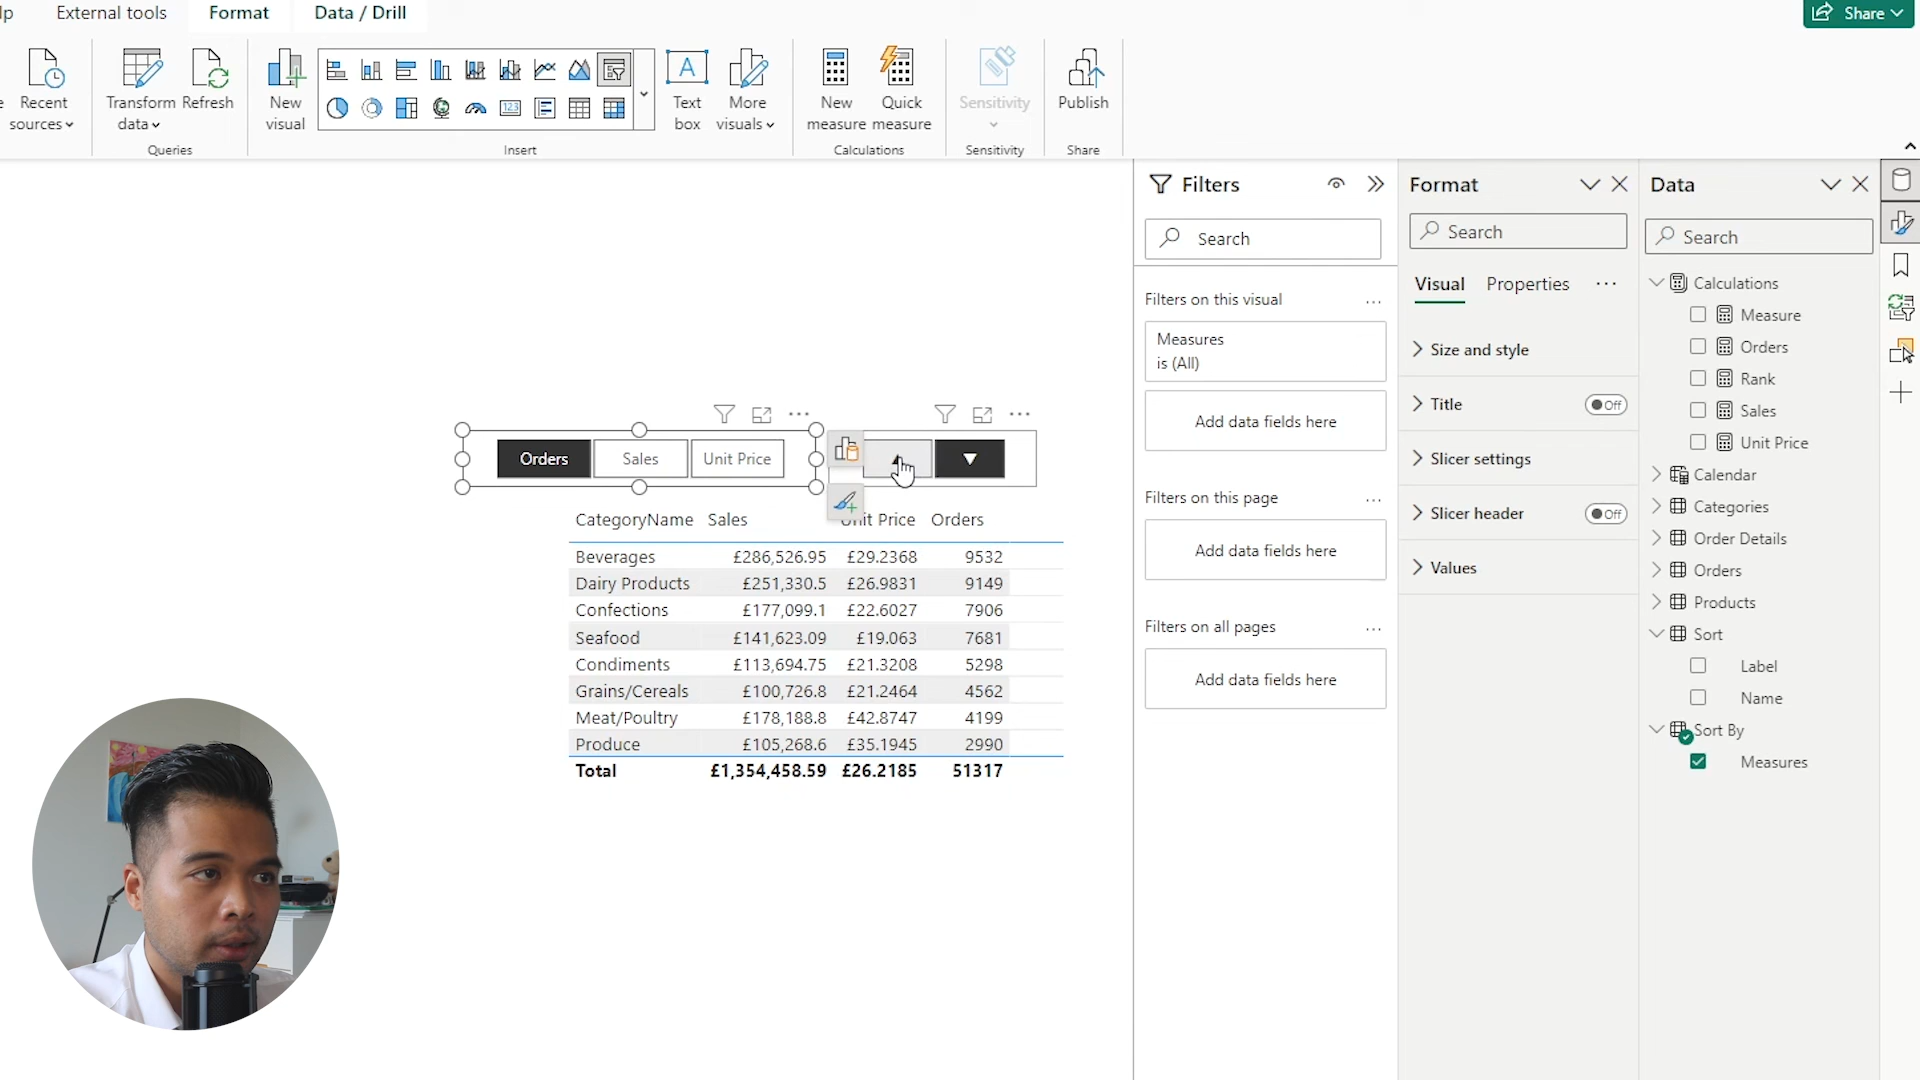 lp External tools Format Data / Drill Share
Recent
sources
Transform
data
Refresh
Queries
New
visual
Insert
Text
box
More
visuals
New
measure
Quick
measure
Calculations
Sensitivity
Sensitivity
Publish
Share
Orders Sales Unit Price ▼
CategoryName Sales Unit Price Orders
Beverages £286,526.95 £29.2368 9532
Dairy Products £251,330.5 £26.9831 9149
Confections £177,099.1 £22.6027 7906
Seafood £141,623.09 £19.063 7681
Condiments £113,694.75 £21.3208 5298
Grains/Cereals £100,726.8 £21.2464 4562
Meat/Poultry £178,188.8 £42.8747 4199
Produce £105,268.6 £35.1945 2990
Total £1,354,458.59 £26.2185 51317
Filters
Search
Filters on this visual
Measures
is (All)
Add data fields here
Filters on this page
Add data fields here
Filters on all pages
Add data fields here
Format
Search
Visual Properties
Size and style
Title Off
Slicer settings
Slicer header Off
Values
Data
Search
Calculations
Measure
Orders
Rank
Sales
Unit Price
Calendar
Categories
Order Details
Orders
Products
Sort
Label
Name
Sort By
Measures